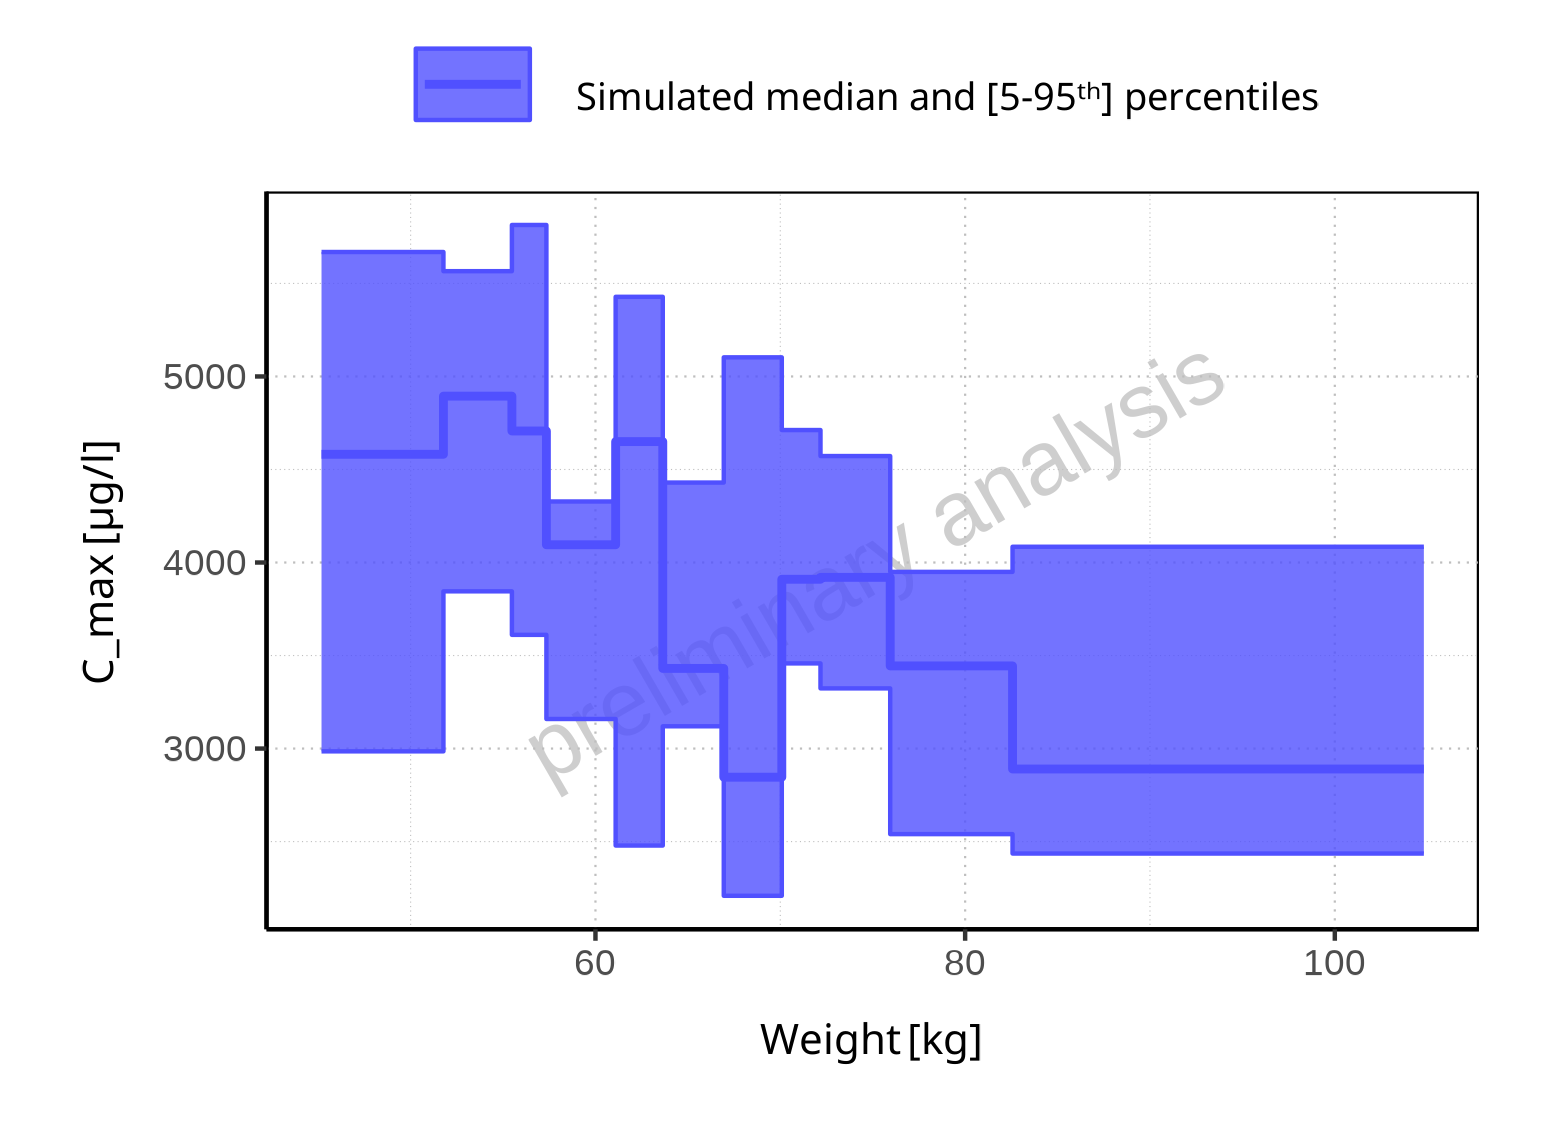 Simulated median and [5-95ᵗʰ] percentiles
5000
4000
3000
C_max [µg/l]
preliminary analysis
60 80 100
Weight [kg]